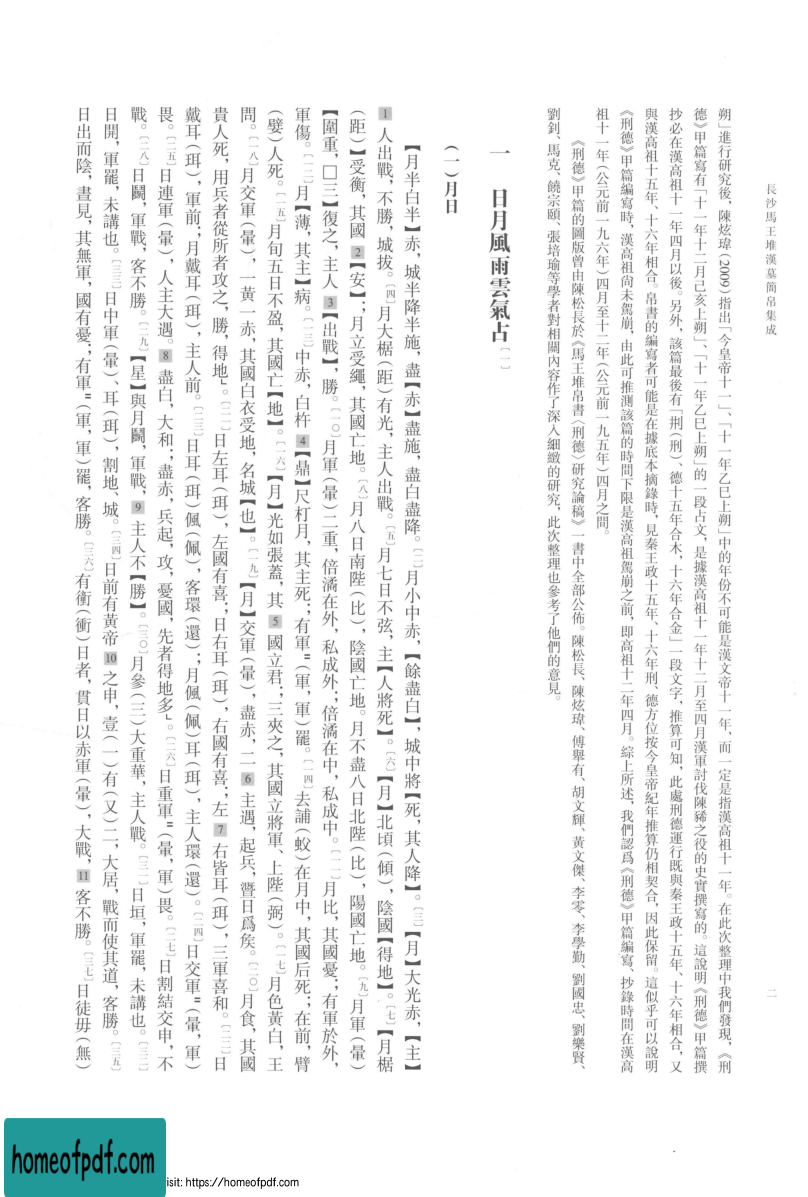 長沙馬王堆漢墓簡帛集成
二
朔」進行研究後，陳炫瑋(2009)指出「今皇帝十一」、「十一年乙巳上朔」中的年份不可能是漢文帝十一年，而一定是指漢高祖十一年。在此次整理中我們發現，《刑
德》甲篇寫有「十一年十二月己亥上朔」、「十一年乙巳上朔」的一段占文，是據漢高祖十一年十二月至四月漢軍討伐陳豨之役的史實撰寫的。這說明《刑德》甲篇撰
抄必在漢高祖十一年四月以後。另外，該篇最後有「刑(刑)、德十五年合木，十六年合金」一段文字，推算可知，此處刑德運行既與秦王政十五年、十六年相合，又
與漢高祖十五年、十六年相合。帛書的編寫者可能是在據底本摘錄時，見秦王政十五年、十六年刑、德方位按今皇帝紀年推算仍相契合，因此保留。這似乎可以說明
《刑德》甲篇編寫時，漢高祖尚未駕崩，由此可推測該篇的時間下限是漢高祖駕崩之前，即高祖十二年四月。綜上所述，我們認爲《刑德》甲篇編寫、抄錄時間在漢高
祖十一年(公元前一九六年)四月至十二年(公元前一九五年)四月之間。
《刑德》甲篇的圖版曾由陳松長於《馬王堆帛書〈刑德〉研究論稿》一書中全部公佈。陳松長、陳炫瑋、傅舉有、胡文輝、黃文傑、李零、李學勤、劉國忠、劉樂賢、
劉釗、馬克、饒宗頤、張培瑜等學者對相關內容作了深入細緻的研究，此次整理也參考了他們的意見。
一　日月風雨雲氣占〔一〕
(一)月日
【月半白半】赤，城半降半施，盡【赤】盡施，盡白盡降。〔二〕月小中赤，【餘盡白】，城中將【死，其人降】。〔三〕【月】大光赤，【主】
1 人出戰，不勝，城拔。〔四〕月大椐(距)有光，主人出戰。〔五〕月七日不弦，主【人將死】。〔六〕【月】北頃(傾)，陰國【得地】。〔七〕【月椐
(距)】受衡，其國 2【安】；月立受繩，其國亡地。〔八〕月八日南陛(比)，陰國亡地。月不盡八日北陛(比)，陽國亡地。〔九〕月軍(暈)
【圍重，□三】復之，主人 3【出戰】，勝。〔一〇〕月軍(暈)二重，倍潏在外，私成外；倍潏在中，私成中。〔一一〕月比，其國憂；有軍於外，
軍傷。〔一二〕月【薄，其主】病。〔一三〕中赤，白杵 4【鼎】尺朾月，其主死；有軍〓(軍，軍)罷。〔一四〕去誧(蛟)在月中，其國后死；在前，臂
(嬖)人死。〔一五〕月旬五日不盈，其國亡【地】。〔一六〕【月】光如張蓋，其 5 國立君；三夾之，其國立將軍、上陛(弼)。〔一七〕月色黃白，王
問。〔一八〕月交軍(暈)，一黃一赤，其國白衣受地，名城【也】。〔一九〕【月】交軍(暈)，盡赤，二 6 主遇，起兵，䜿日爲矦。〔二〇〕月食，其國
貴人死，用兵者從所者攻之，勝，得地乚。〔二一〕日左耳(珥)，左國有喜；日右耳(珥)，右國有喜；左 7 右皆耳(珥)，三軍喜和。〔二二〕日
戴耳(珥)，軍前；月戴耳(珥)，主人前。〔二三〕日耳(珥)佩(佩)，客環(還)；月佩(佩)耳(珥)，主人環(還)。〔二四〕日交軍〓(暈，軍)
畏。〔二五〕日連軍(暈)，人主大遇。8 盡白，大和；盡赤，兵起，攻，憂國，先者得地多乚。〔二六〕日重軍〓(暈，軍)畏。〔二七〕日割結交申，不
戰。〔二八〕日鬭，軍戰，客不勝。〔二九〕【星】與月鬭，軍戰，9 主人不【勝】。〔三〇〕月參(三)大重華，主人戰。〔三一〕日垣，軍罷，未講也。〔三二〕
日開，軍罷，未講也。〔三三〕日中軍(暈)、耳(珥)，割地、城。〔三四〕日前有黃帝 10 之申，壹(一)有(又)二，大居，戰而使其道，客勝。〔三五〕
日出而陰，晝見，其無軍，國有憂；有軍〓(軍，軍)罷，客勝。〔三六〕有衝(衝)日者，貫日以赤軍(暈)，大戰，11 客不勝。〔三七〕日徒毋(無)
homeofpdf.com
visit: https://homeofpdf.com